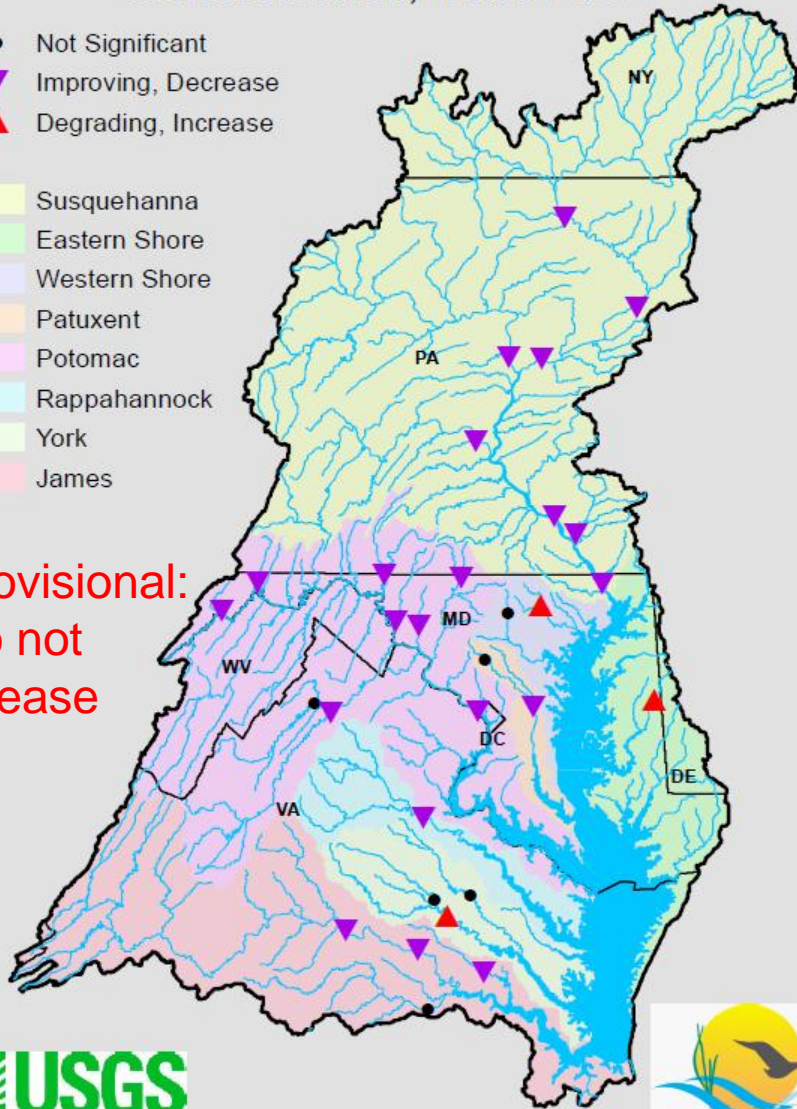 Not Significant
Improving, Decrease
Degrading, Increase
Susquehanna
Eastern Shore
Western Shore
Patuxent
Potomac
Rappahannock
York
James
NY
PA
ovisional:
not
ease
MD
WV
DC
DE
VA
USGS